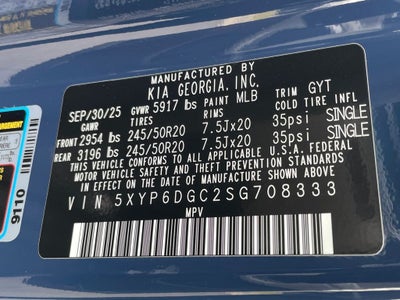 MANUFACTURED BY
KIA GEORGIA, INC.
SEP/30/25 GVWR 5917 lbs PAINT MLB TRIM GYT
GAWR TIRES RIMS COLD TIRE INFL
FRONT 2954 lbs 245/50R20 7.5Jx20 35psi SINGLE
REAR 3196 lbs 245/50R20 7.5Jx20 35psi SINGLE
THIS VEHICLE CONFORMS TO ALL APPLICABLE U.S.A. FEDERAL
MOTOR VEHICLE SAFETY AND THEFT PREVENTION STANDARDS
IN EFFECT ON THE DATE OF MANUFACTURE SHOWN ABOVE
VIN 5XYP6DGC2SG708333
MPV
9110